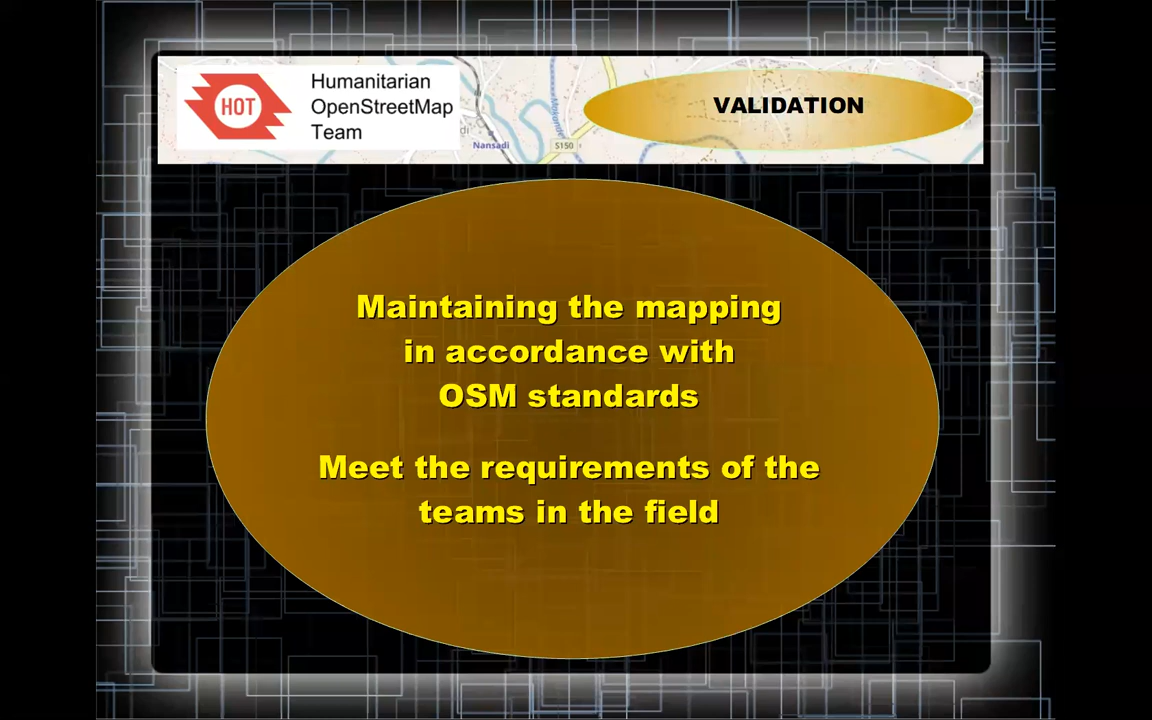 Humanitarian
OpenStreetMap
Team
HOT
VALIDATION
Nansadi
S150
Maintaining the mapping
in accordance with
OSM standards
Meet the requirements of the
teams in the field